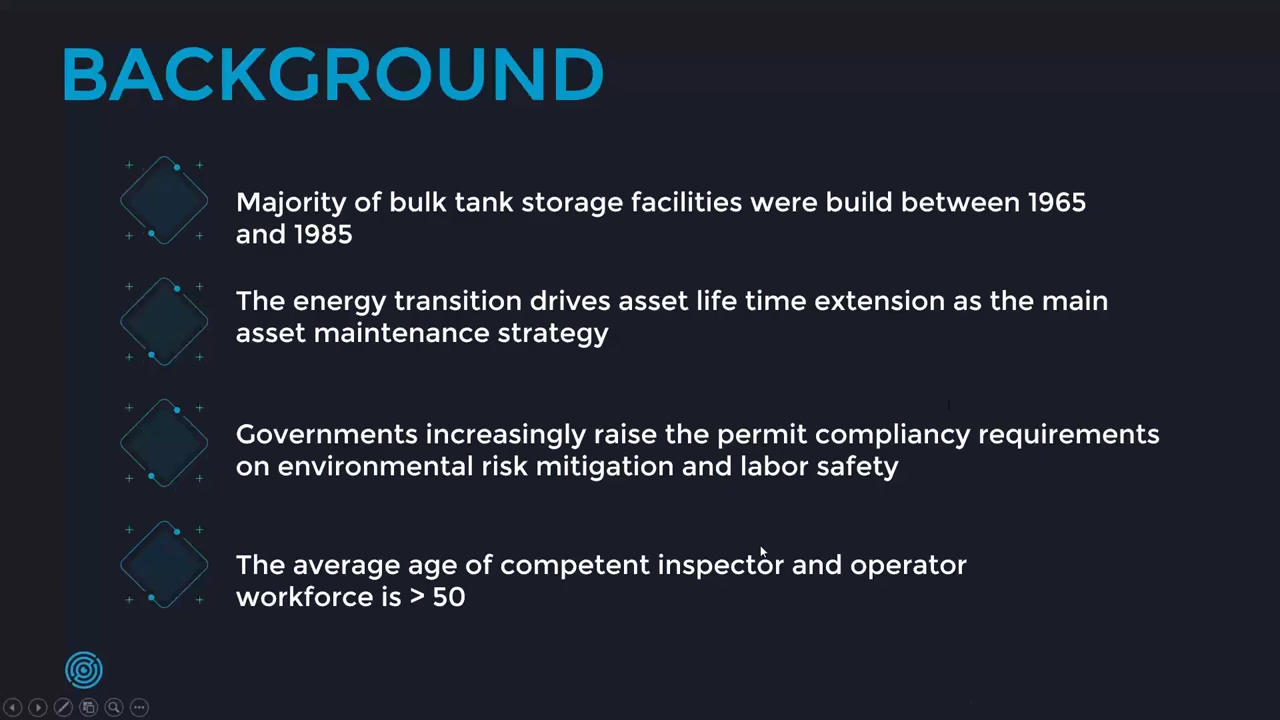 BACKGROUND
Majority of bulk tank storage facilities were build between 1965
and 1985
The energy transition drives asset life time extension as the main
asset maintenance strategy
Governments increasingly raise the permit compliancy requirements
on environmental risk mitigation and labor safety
The average age of competent inspector and operator
workforce is > 50